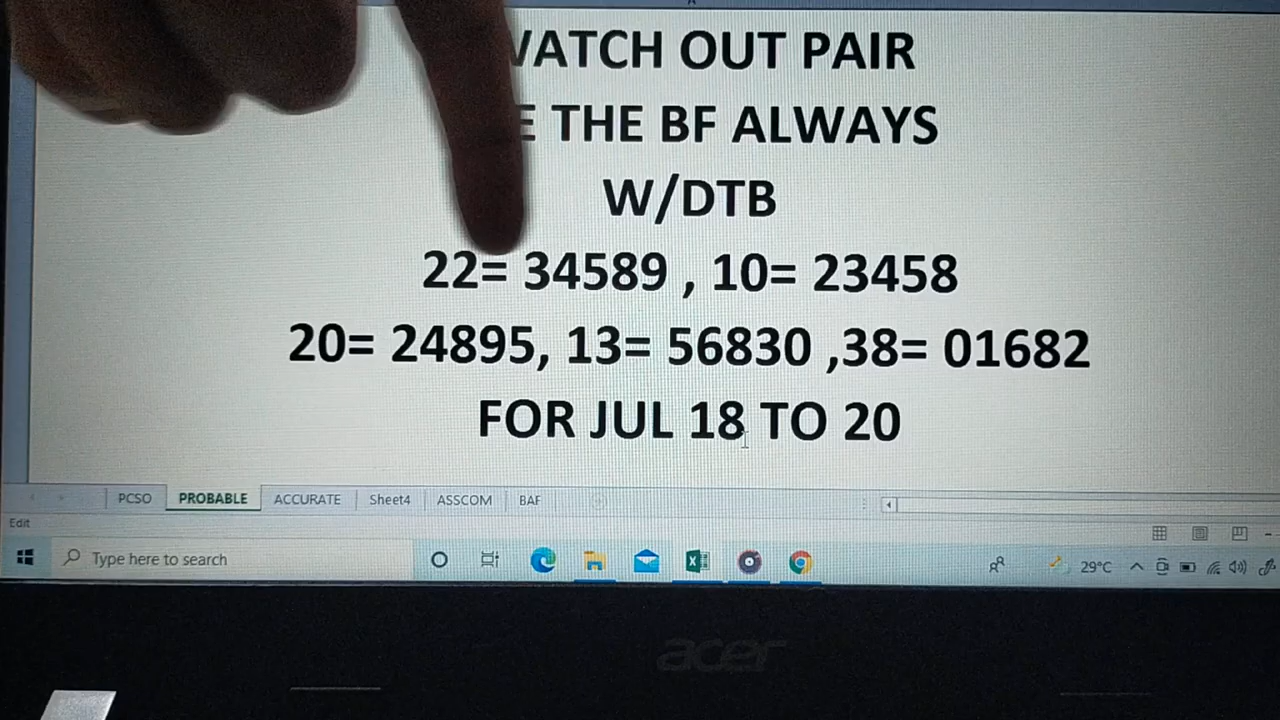 WATCH OUT PAIR
THE BF ALWAYS
W/DTB
22= 34589 , 10= 23458
20= 24895, 13= 56830 ,38= 01682
FOR JUL 18 TO 20
PCSO PROBABLE ACCURATE Sheet4 ASSCOM BAF
Edit
Type here to search 29°C
acer